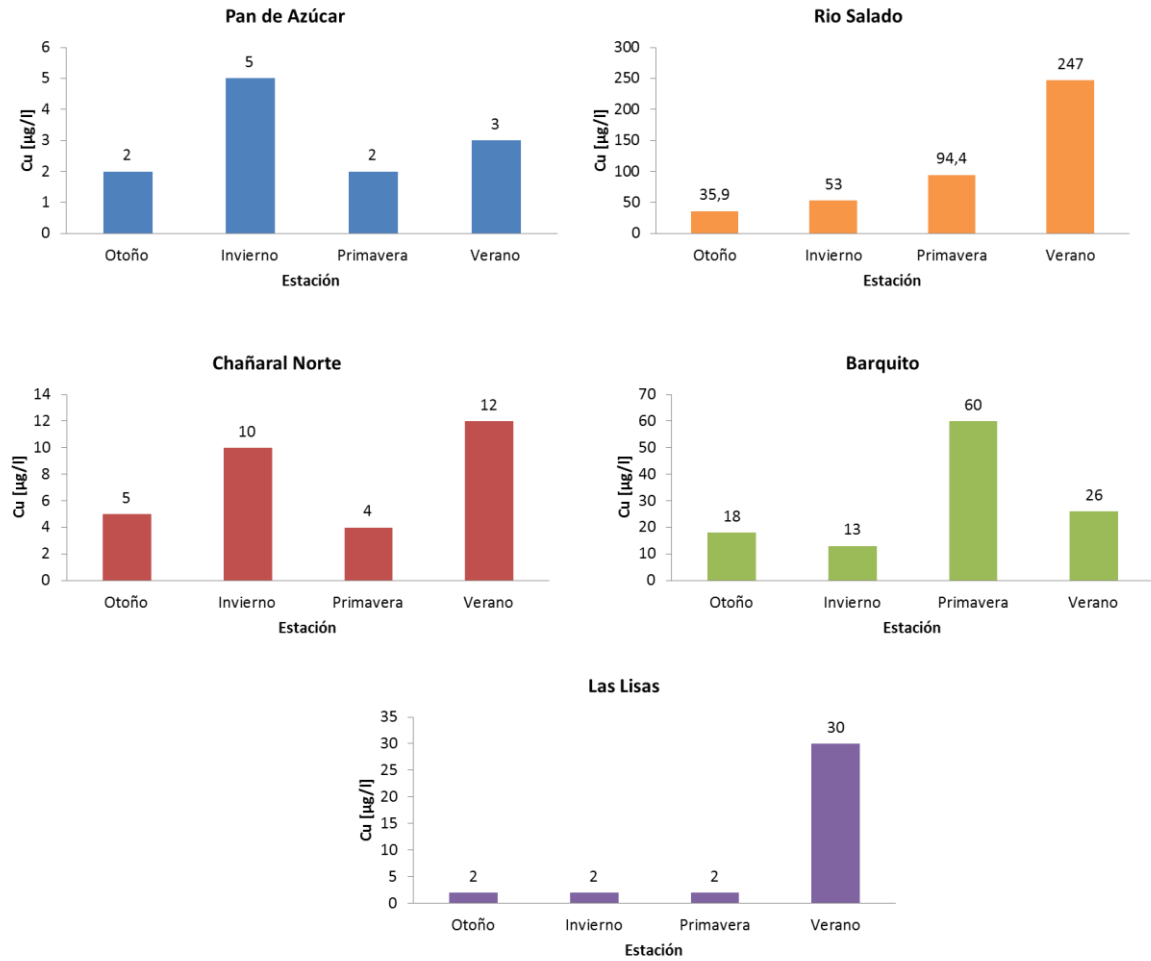 Pan de Azúcar
6
5
4
3
2
1
0
Cu [µg/l]
2
5
2
3
Otoño Invierno Primavera Verano
Estación
Rio Salado
300
250
200
150
100
50
0
Cu [µg/l]
35,9
53
94,4
247
Otoño Invierno Primavera Verano
Estación
Chañaral Norte
14
12
10
8
6
4
2
0
Cu [µg/l]
5
10
4
12
Otoño Invierno Primavera Verano
Estación
Barquito
70
60
50
40
30
20
10
0
Cu [µg/l]
18
13
60
26
Otoño Invierno Primavera Verano
Estación
Las Lisas
35
30
25
20
15
10
5
0
Cu [µg/l]
2
2
2
30
Otoño Invierno Primavera Verano
Estación